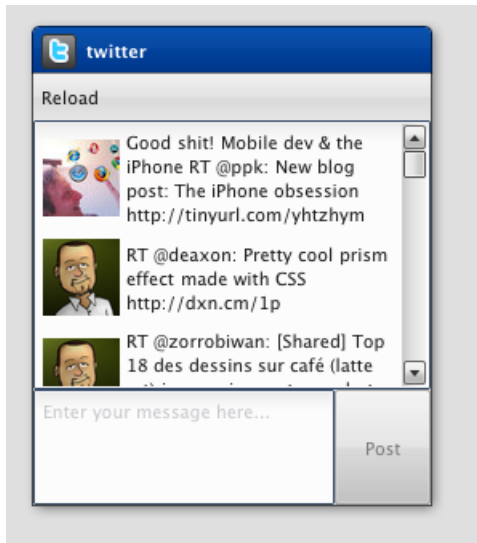 twitter
Reload
Good shit! Mobile dev & the
iPhone RT @ppk: New blog
post: The iPhone obsession
http://tinyurl.com/yhtzhym
RT @deaxon: Pretty cool prism
effect made with CSS
http://dxn.cm/1p
RT @zorrobiwan: [Shared] Top
18 des dessins sur café (latte
Enter your message here...
Post